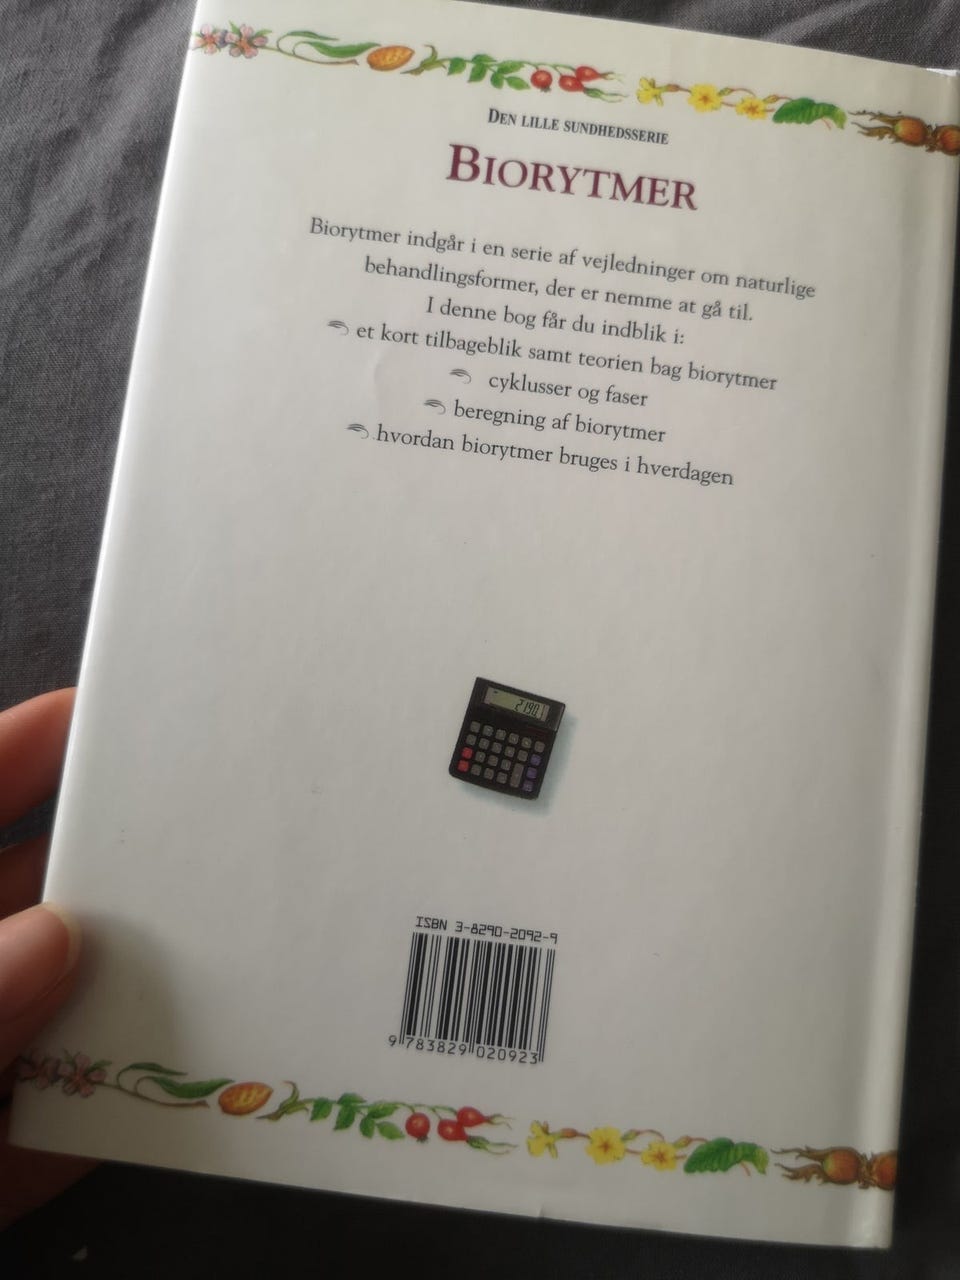 DEN LILLE SUNDHEDSSERIE
BIORYTMER
Biorytmer indgår i en serie af vejledninger om naturlige
behandlingsformer, der er nemme at gå til.
I denne bog får du indblik i:
et kort tilbageblik samt teorien bag biorytmer
cyklusser og faser
beregning af biorytmer
hvordan biorytmer bruges i hverdagen
ISBN 3-8290-2092-9
9 783829 020923